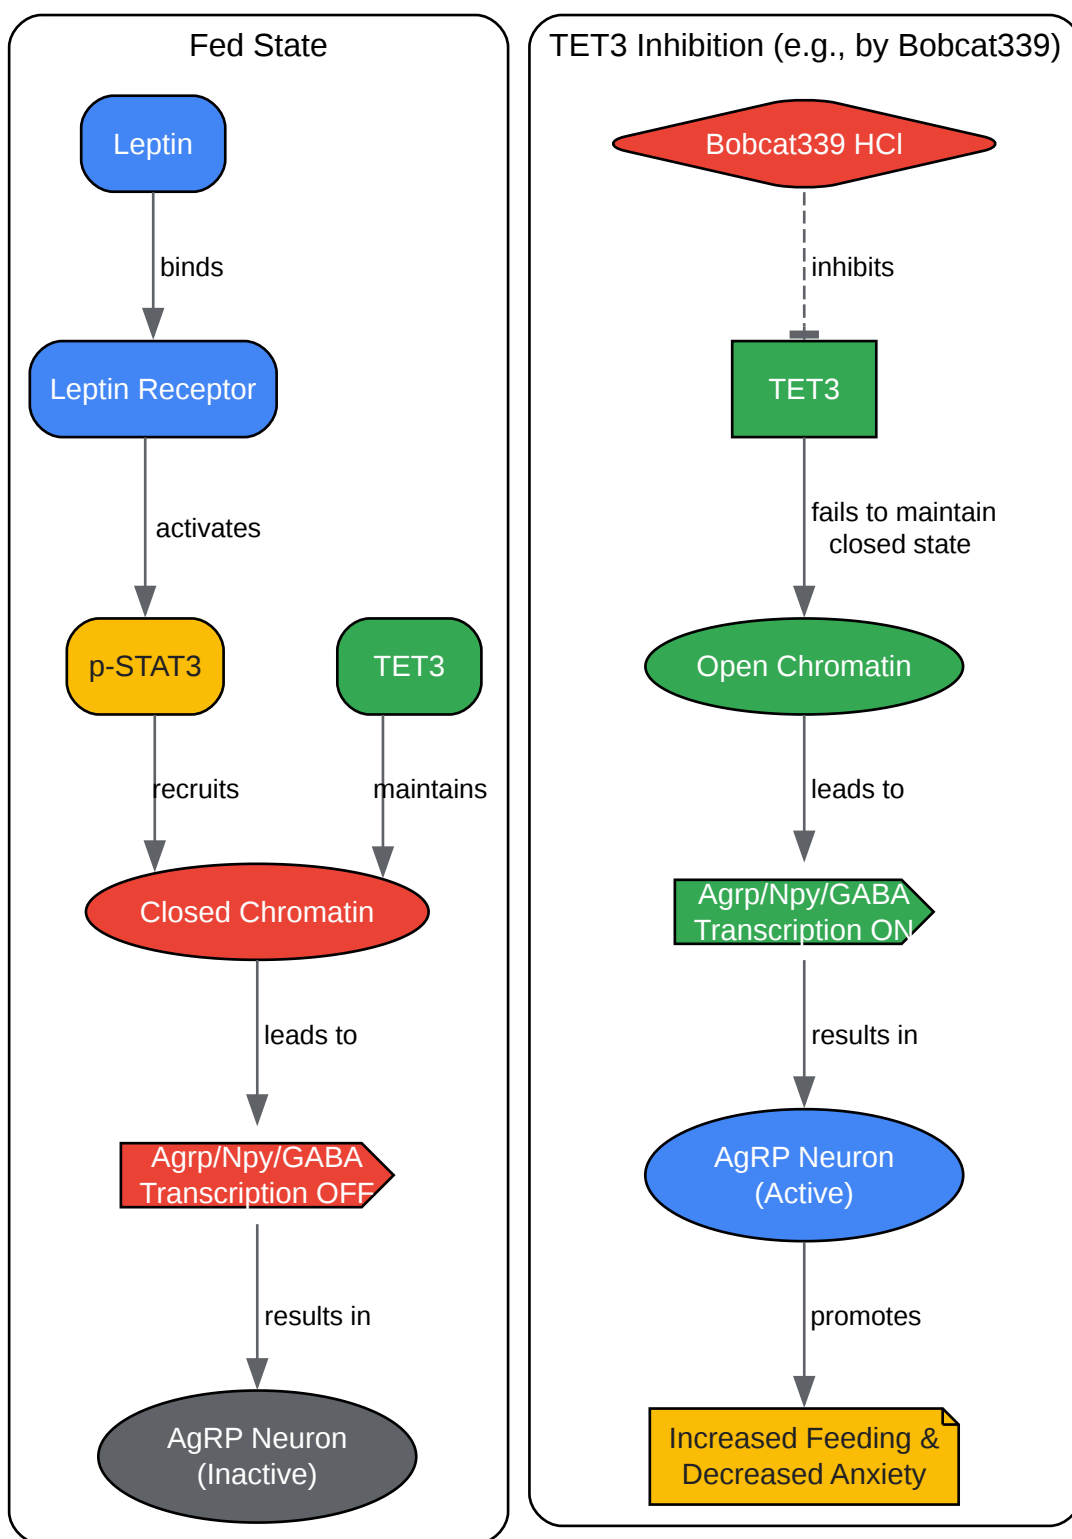 Fed State
Leptin
binds
Leptin Receptor
activates
p-STAT3
TET3
recruits
maintains
Closed Chromatin
leads to
Agrp/Npy/GABA
Transcription OFF
results in
AgRP Neuron
(Inactive)
TET3 Inhibition (e.g., by Bobcat339)
Bobcat339 HCl
inhibits
TET3
fails to maintain
closed state
Open Chromatin
leads to
Agrp/Npy/GABA
Transcription ON
results in
AgRP Neuron
(Active)
promotes
Increased Feeding &
Decreased Anxiety